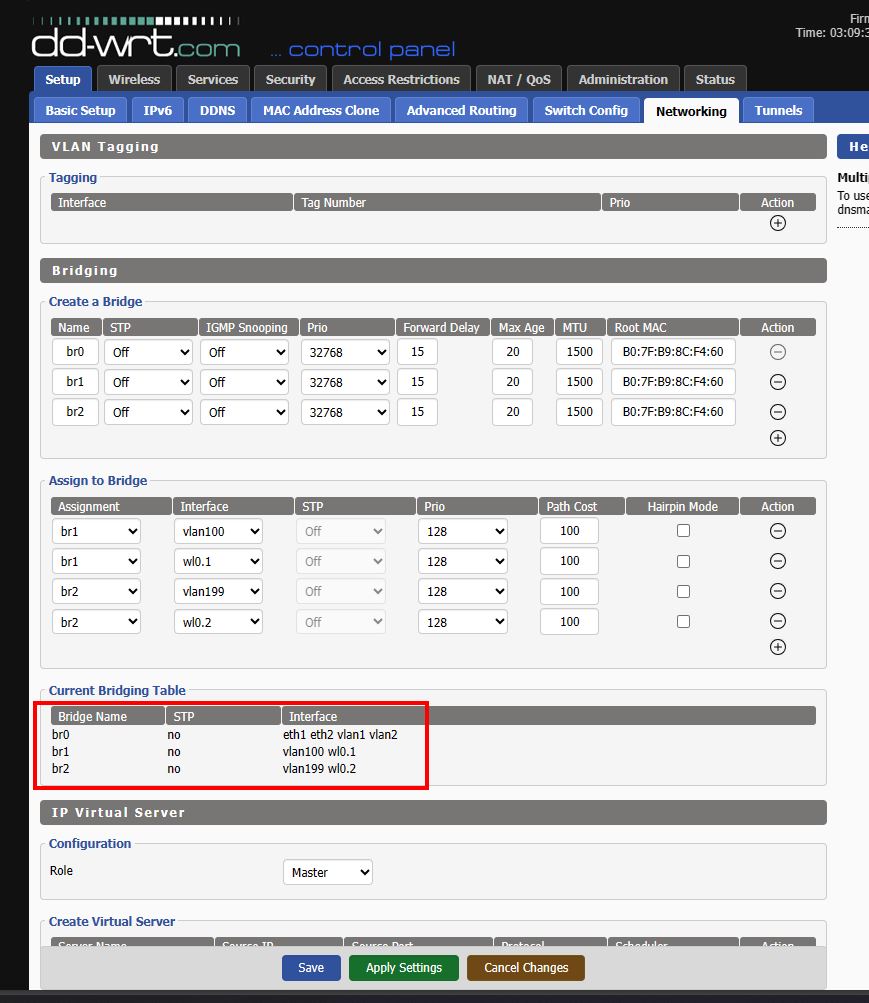 Firm
dd-wrt.com ... control panel
Time: 03:09:3
Setup Wireless Services Security Access Restrictions NAT / QoS Administration Status
Basic Setup IPv6 DDNS MAC Address Clone Advanced Routing Switch Config Networking Tunnels
VLAN Tagging
He
Tagging
Multip
Interface Tag Number Prio Action
To use
dnsma
Bridging
Create a Bridge
Name STP IGMP Snooping Prio Forward Delay Max Age MTU Root MAC Action
br0 Off Off 32768 15 20 1500 B0:7F:B9:8C:F4:60
br1 Off Off 32768 15 20 1500 B0:7F:B9:8C:F4:60
br2 Off Off 32768 15 20 1500 B0:7F:B9:8C:F4:60
Assign to Bridge
Assignment Interface STP Prio Path Cost Hairpin Mode Action
br1 vlan100 Off 128 100
br1 wl0.1 Off 128 100
br2 vlan199 Off 128 100
br2 wl0.2 Off 128 100
Current Bridging Table
Bridge Name STP Interface
br0 no eth1 eth2 vlan1 vlan2
br1 no vlan100 wl0.1
br2 no vlan199 wl0.2
IP Virtual Server
Configuration
Role Master
Create Virtual Server
Server Name Source IP Source Port Protocol Scheduler Action
Save Apply Settings Cancel Changes